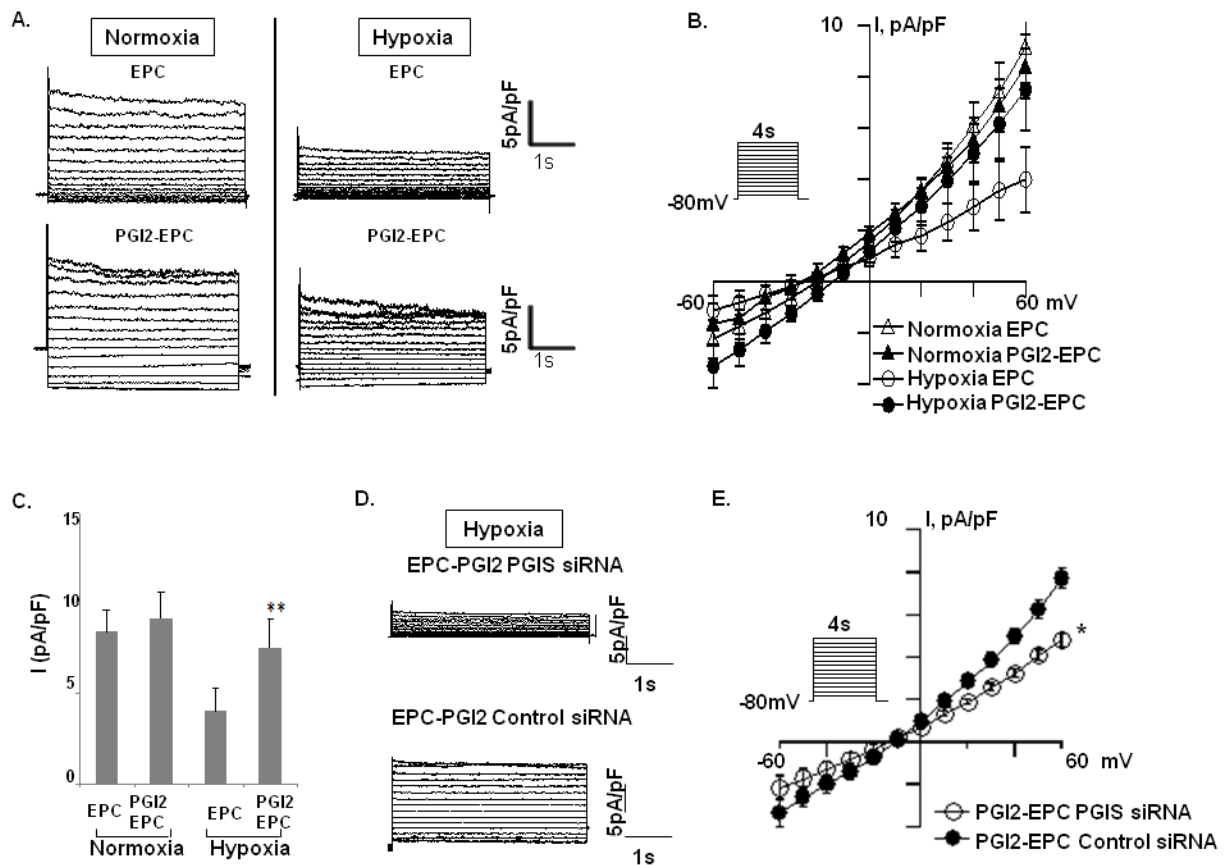 A.
Normoxia
Hypoxia
EPC
EPC
5pA/pF
1s
PGI2-EPC
PGI2-EPC
5pA/pF
1s
B.
10
I, pA/pF
4s
-80mV
-60
60 mV
Normoxia EPC
Normoxia PGI2-EPC
Hypoxia EPC
Hypoxia PGI2-EPC
C.
15
10
5
0
I (pA/pF)
**
EPC
PGI2
EPC
EPC
PGI2
EPC
Normoxia
Hypoxia
D.
Hypoxia
EPC-PGI2 PGIS siRNA
5pA/pF
1s
EPC-PGI2 Control siRNA
5pA/pF
1s
E.
10
I, pA/pF
4s
-80mV
*
-60
60 mV
PGI2-EPC PGIS siRNA
PGI2-EPC Control siRNA